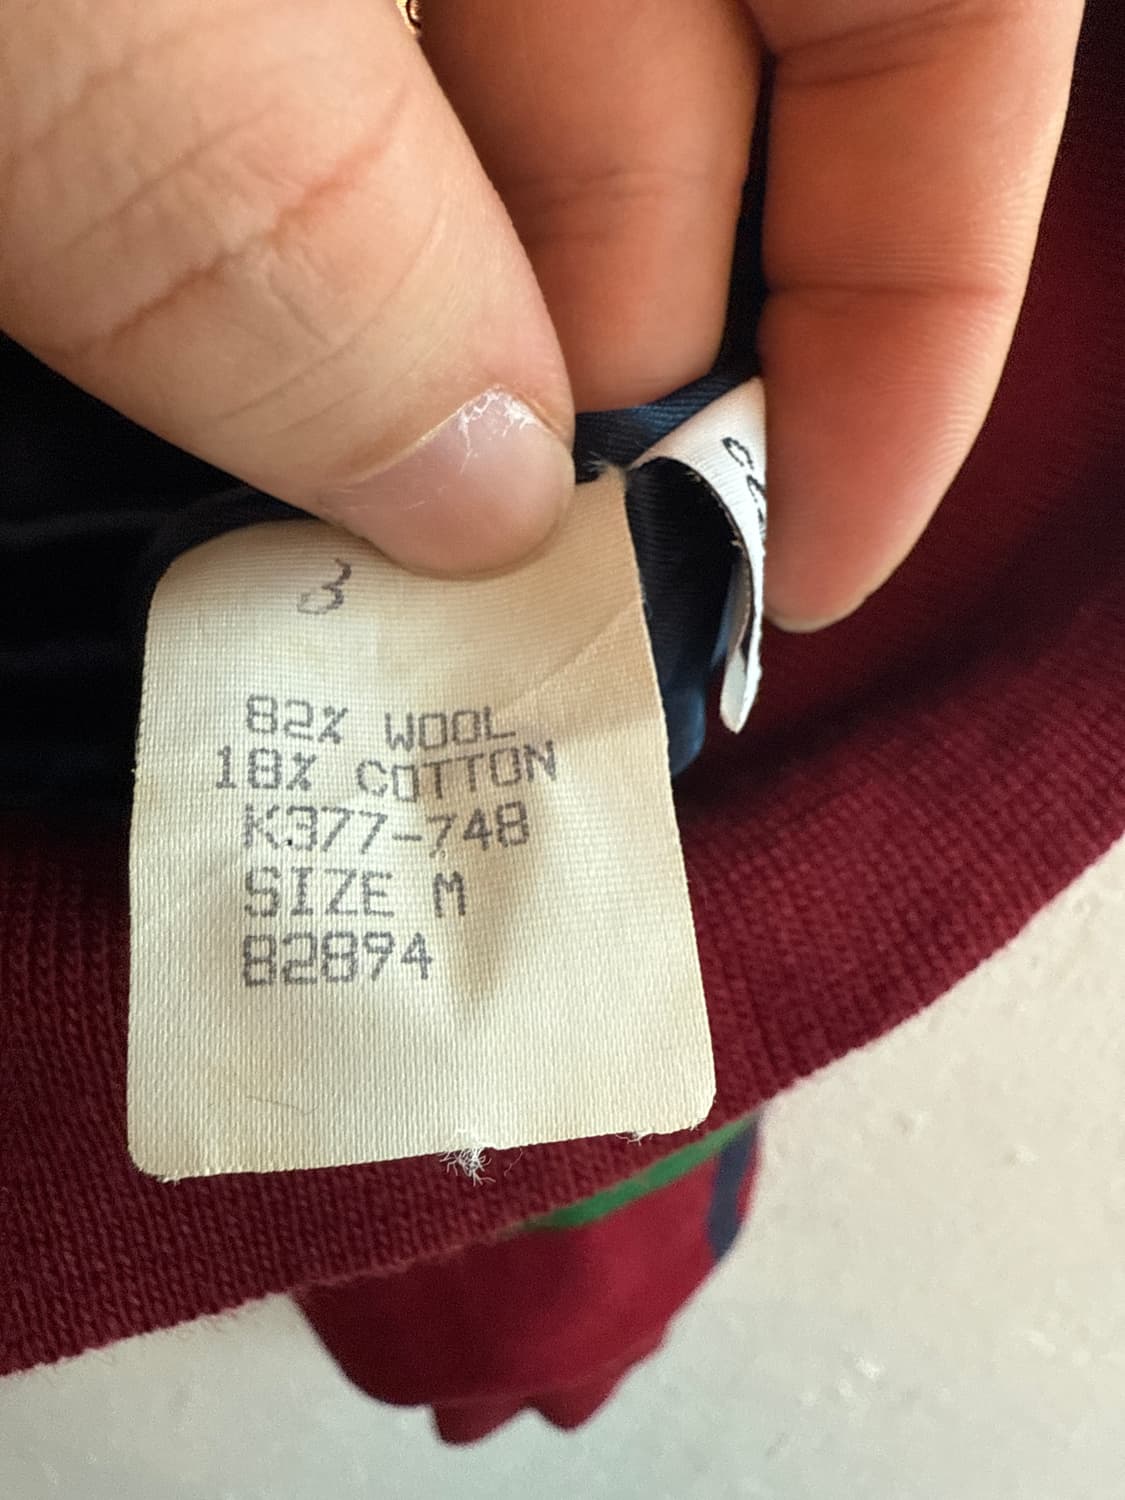 3
82% WOOL
18% COTTON
K377-748
SIZE M
82894